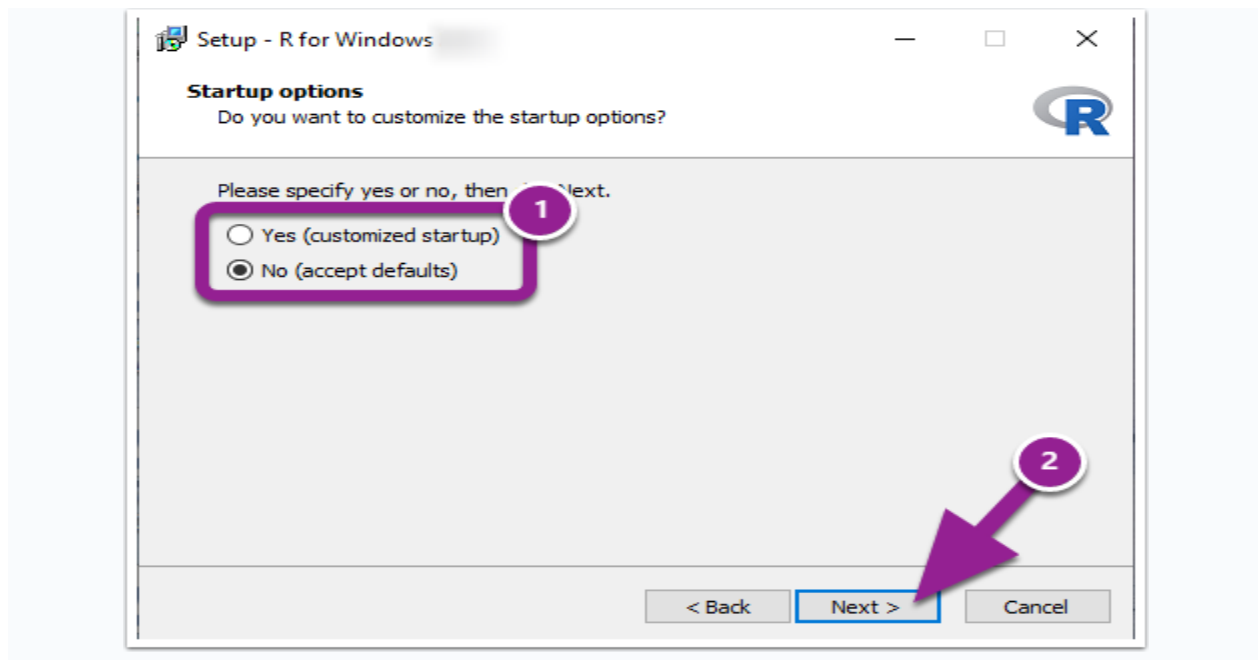 Setup - R for Windows
Startup options
Do you want to customize the startup options?
R
Please specify yes or no, then Next.
1
Yes (customized startup)
No (accept defaults)
2
< Back Next > Cancel